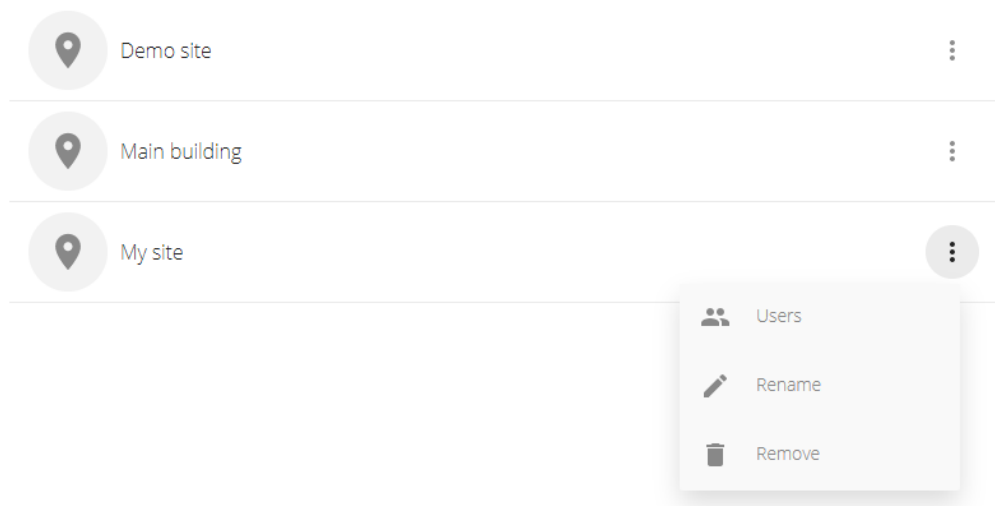 Demo site
Main building
My site
Users
Rename
Remove